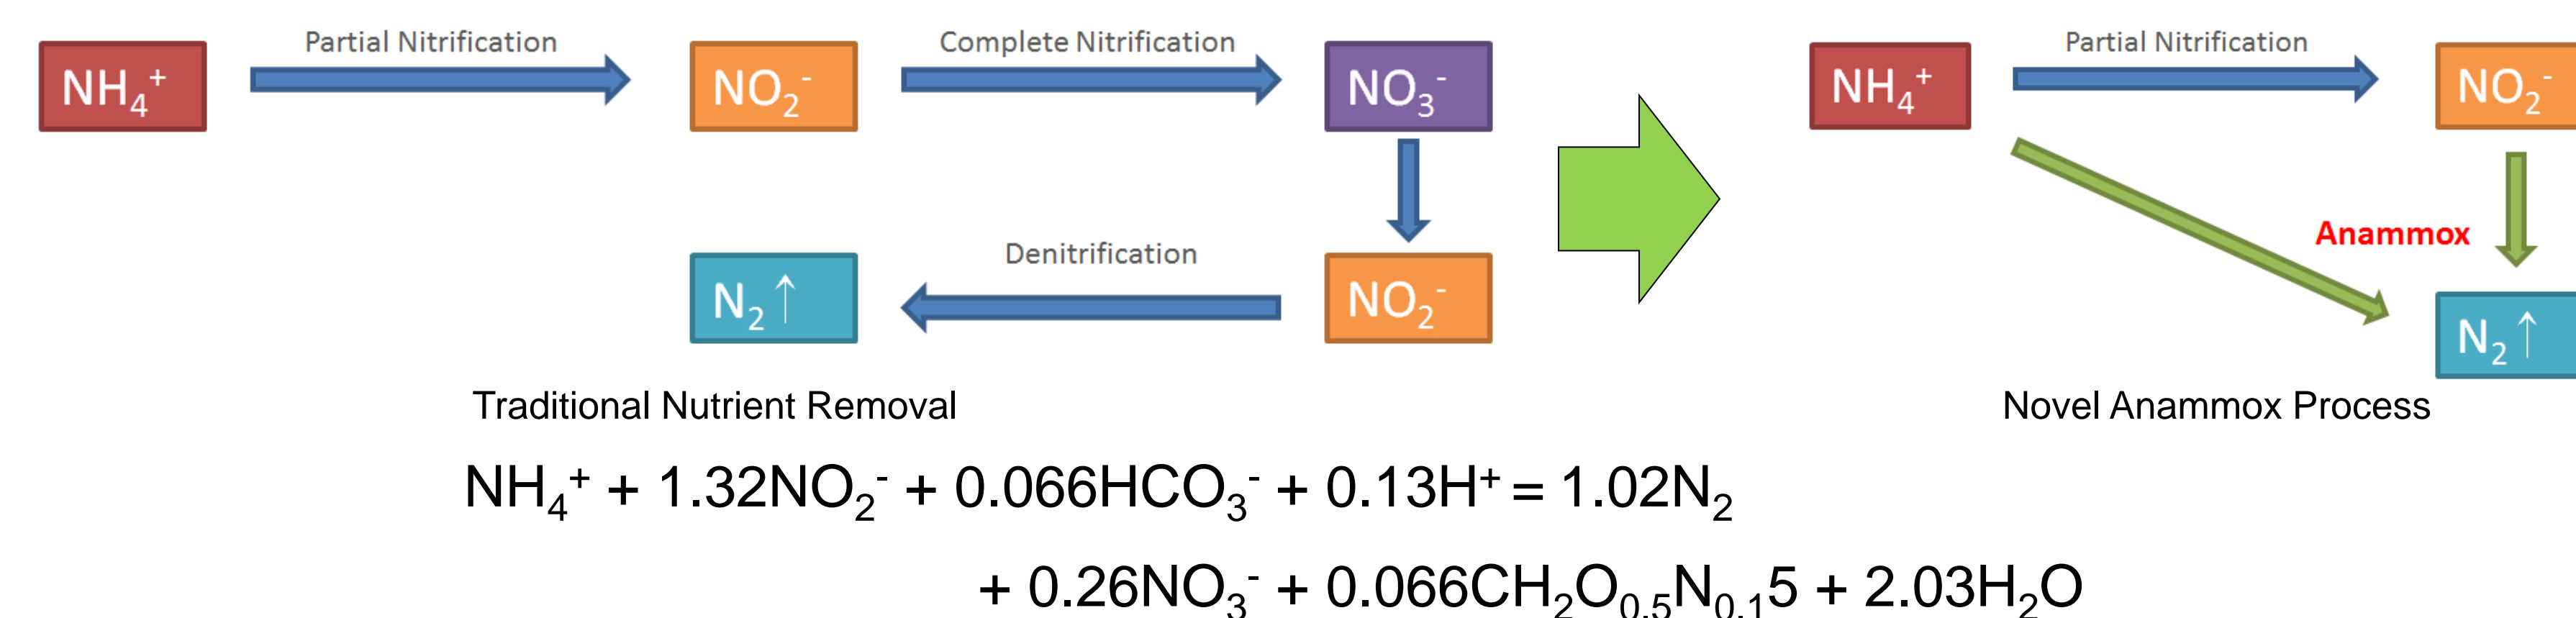 Partial Nitrification
Complete Nitrification
Partial Nitrification
NH₄⁺
NO₂⁻
NO₃⁻
NH₄⁺
NO₂⁻
Anammox
Denitrification
N₂↑
NO₂⁻
N₂↑
Traditional Nutrient Removal
Novel Anammox Process
NH₄⁺ + 1.32NO₂⁻ + 0.066HCO₃⁻ + 0.13H⁺ = 1.02N₂
+ 0.26NO₃⁻ + 0.066CH₂O₀.₅N₀.₁5 + 2.03H₂O